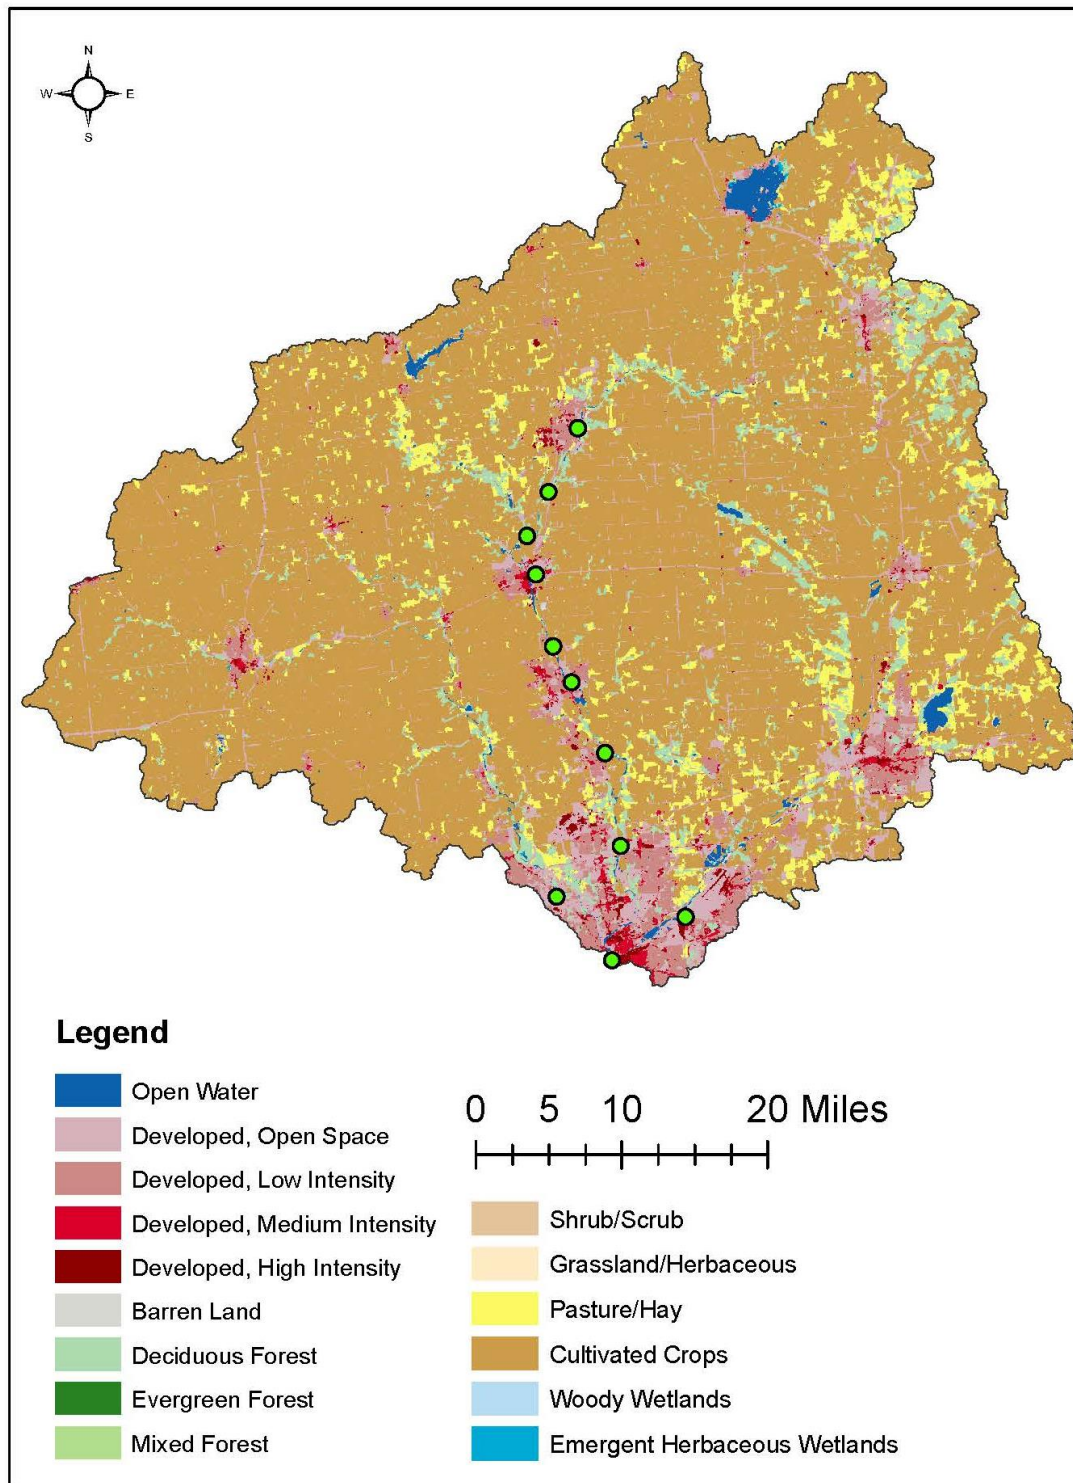 N
W E
S
Legend
Open Water
Developed, Open Space
Developed, Low Intensity
Developed, Medium Intensity
Developed, High Intensity
Barren Land
Deciduous Forest
Evergreen Forest
Mixed Forest
0 5 10 20 Miles
Shrub/Scrub
Grassland/Herbaceous
Pasture/Hay
Cultivated Crops
Woody Wetlands
Emergent Herbaceous Wetlands